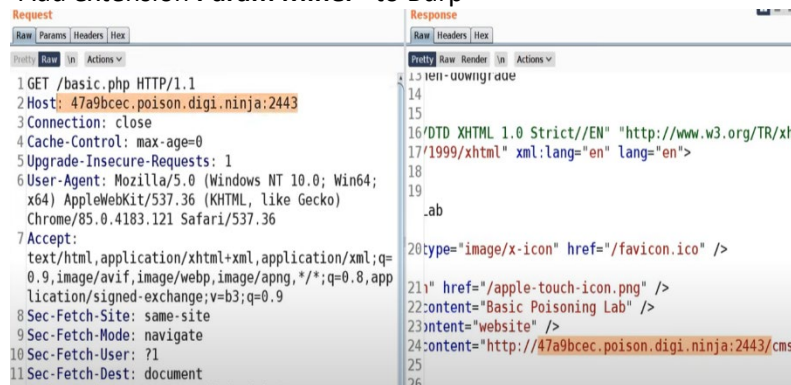 Request
Raw Params Headers Hex
Pretty Raw \n Actions
1 GET /basic.php HTTP/1.1
2 Host: 47a9bcec.poison.digi.ninja:2443
3 Connection: close
4 Cache-Control: max-age=0
5 Upgrade-Insecure-Requests: 1
6 User-Agent: Mozilla/5.0 (Windows NT 10.0; Win64;
x64) AppleWebKit/537.36 (KHTML, like Gecko)
Chrome/85.0.4183.121 Safari/537.36
7 Accept:
text/html,application/xhtml+xml,application/xml;q=
0.9,image/avif,image/webp,image/apng,*/*;q=0.8,app
lication/signed-exchange;v=b3;q=0.9
8 Sec-Fetch-Site: same-site
9 Sec-Fetch-Mode: navigate
10 Sec-Fetch-User: ?1
11 Sec-Fetch-Dest: document
Response
Raw Headers Hex
Pretty Raw Render \n Actions
13 hen-downgrade
14
15
16 /DTD XHTML 1.0 Strict//EN" "http://www.w3.org/TR/xh
17 /1999/xhtml" xml:lang="en" lang="en">
18
19
ab
20 type="image/x-icon" href="/favicon.ico" />
21 " href="/apple-touch-icon.png" />
22 content="Basic Poisoning Lab" />
23 ontent="website" />
24 content="http://47a9bcec.poison.digi.ninja:2443/cms
25
26